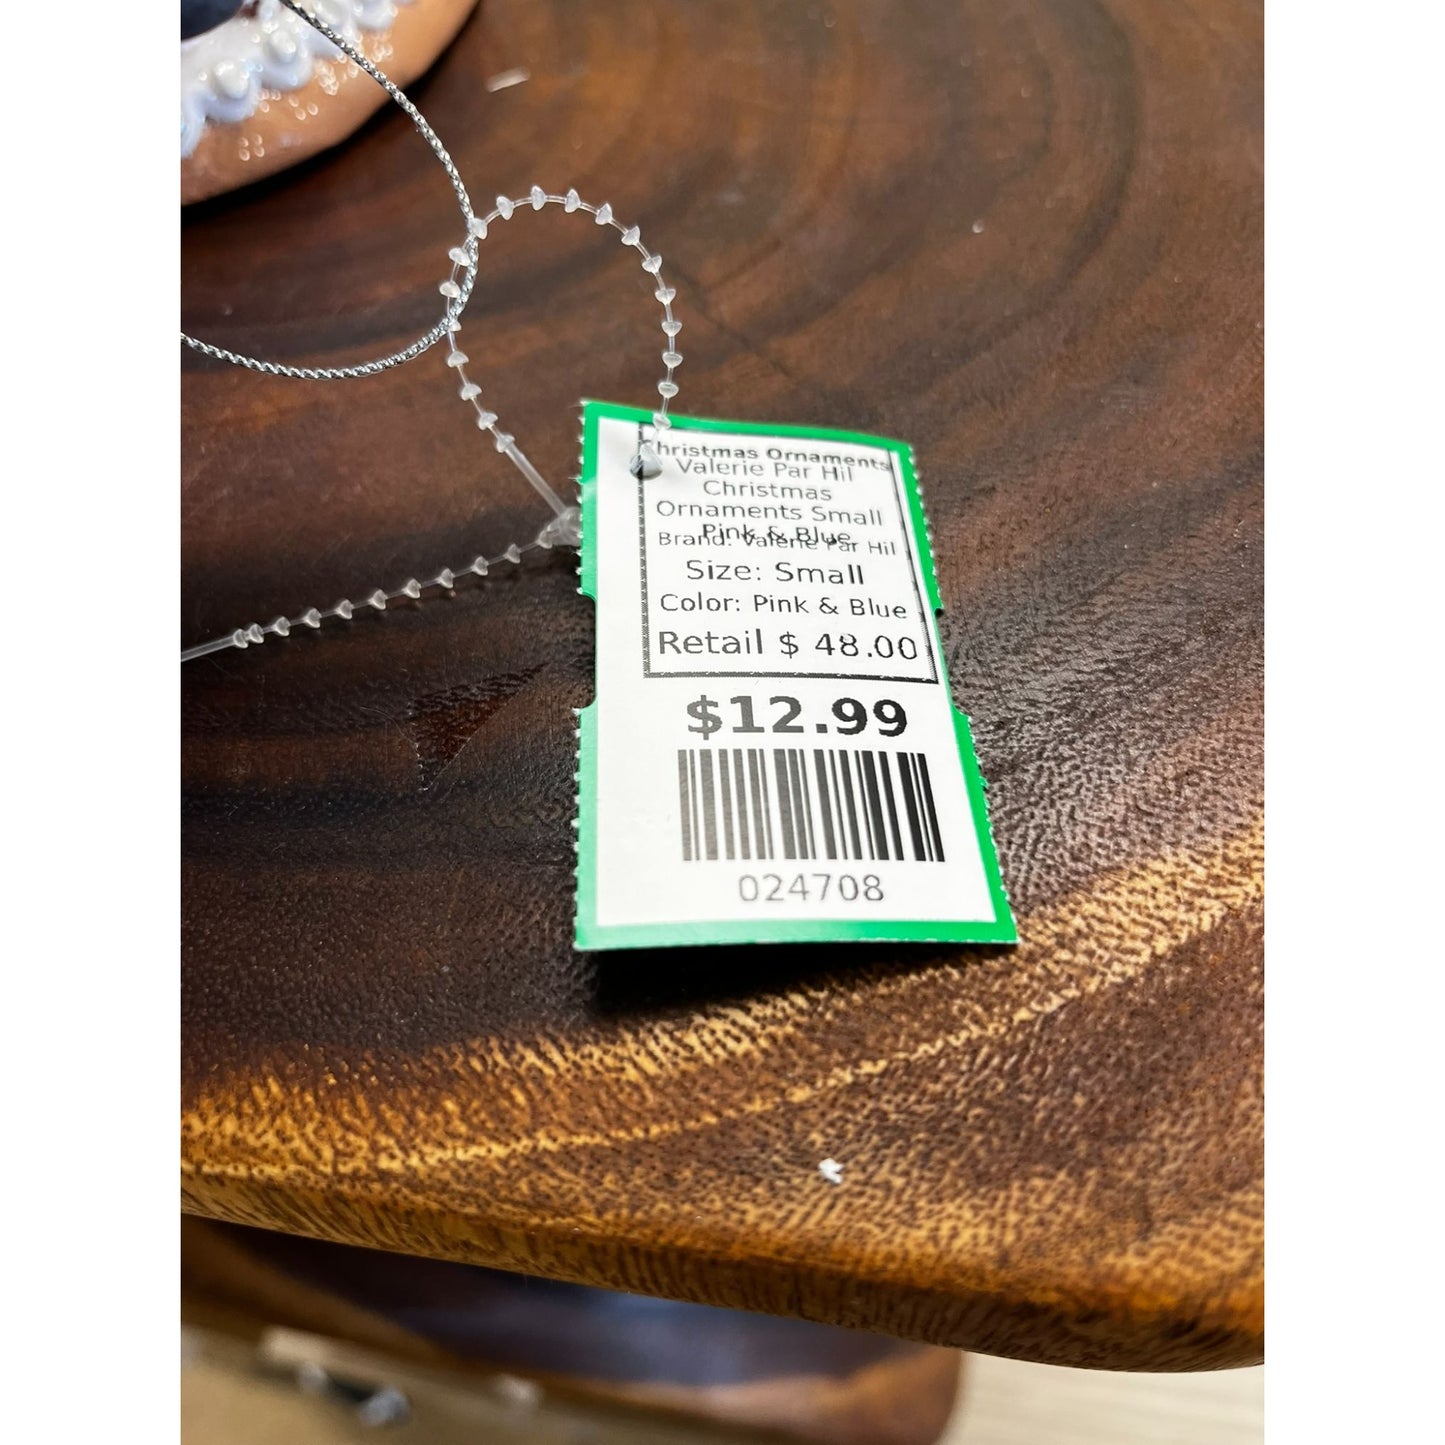 Christmas Ornaments
Valerie Par Hil
Christmas
Ornaments Small
Pink & Blue
Brand: Valerie Par Hil
Size: Small
Color: Pink & Blue
Retail $ 48.00
$12.99
024708